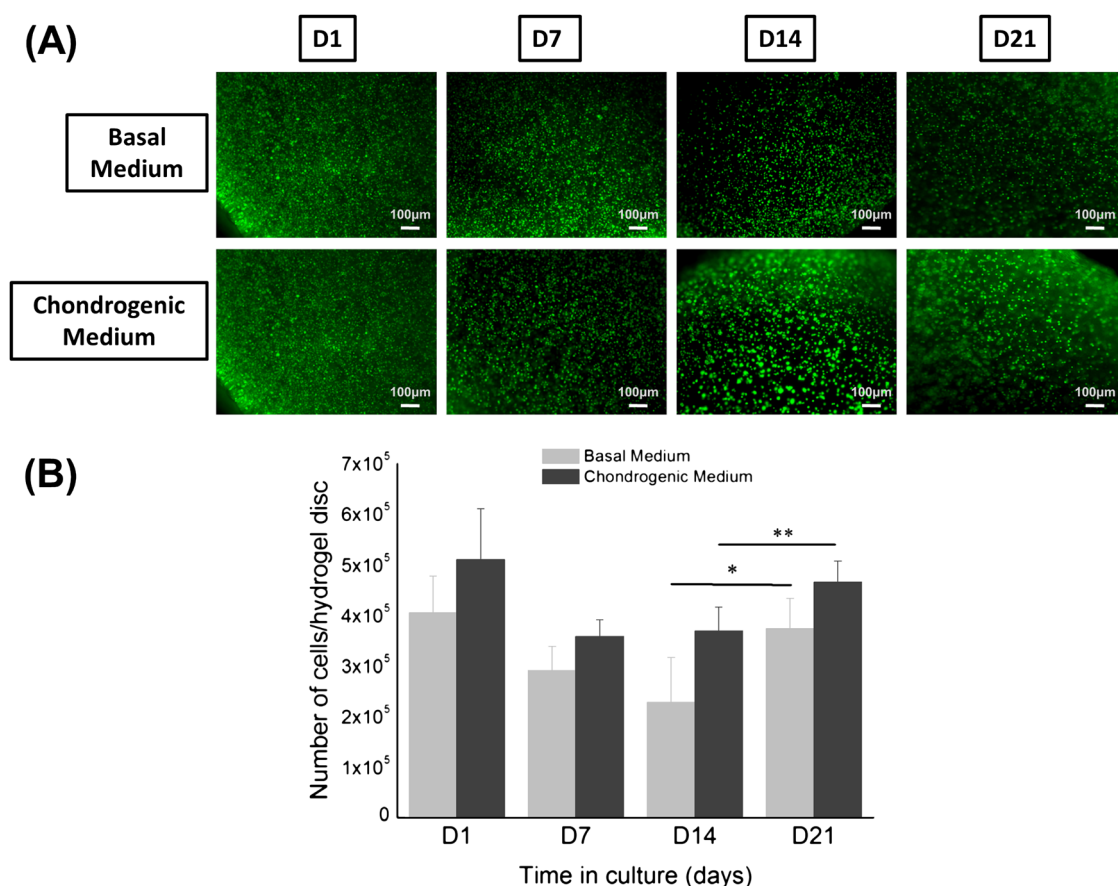 (A)
D1
D7
D14
D21
Basal
Medium
100µm
100µm
100µm
100µm
Chondrogenic
Medium
100µm
100µm
100µm
100µm
(B)
Number of cells/hydrogel disc
7x10⁵
6x10⁵
5x10⁵
4x10⁵
3x10⁵
2x10⁵
1x10⁵
0
Basal Medium
Chondrogenic Medium
*
**
D1
D7
D14
D21
Time in culture (days)